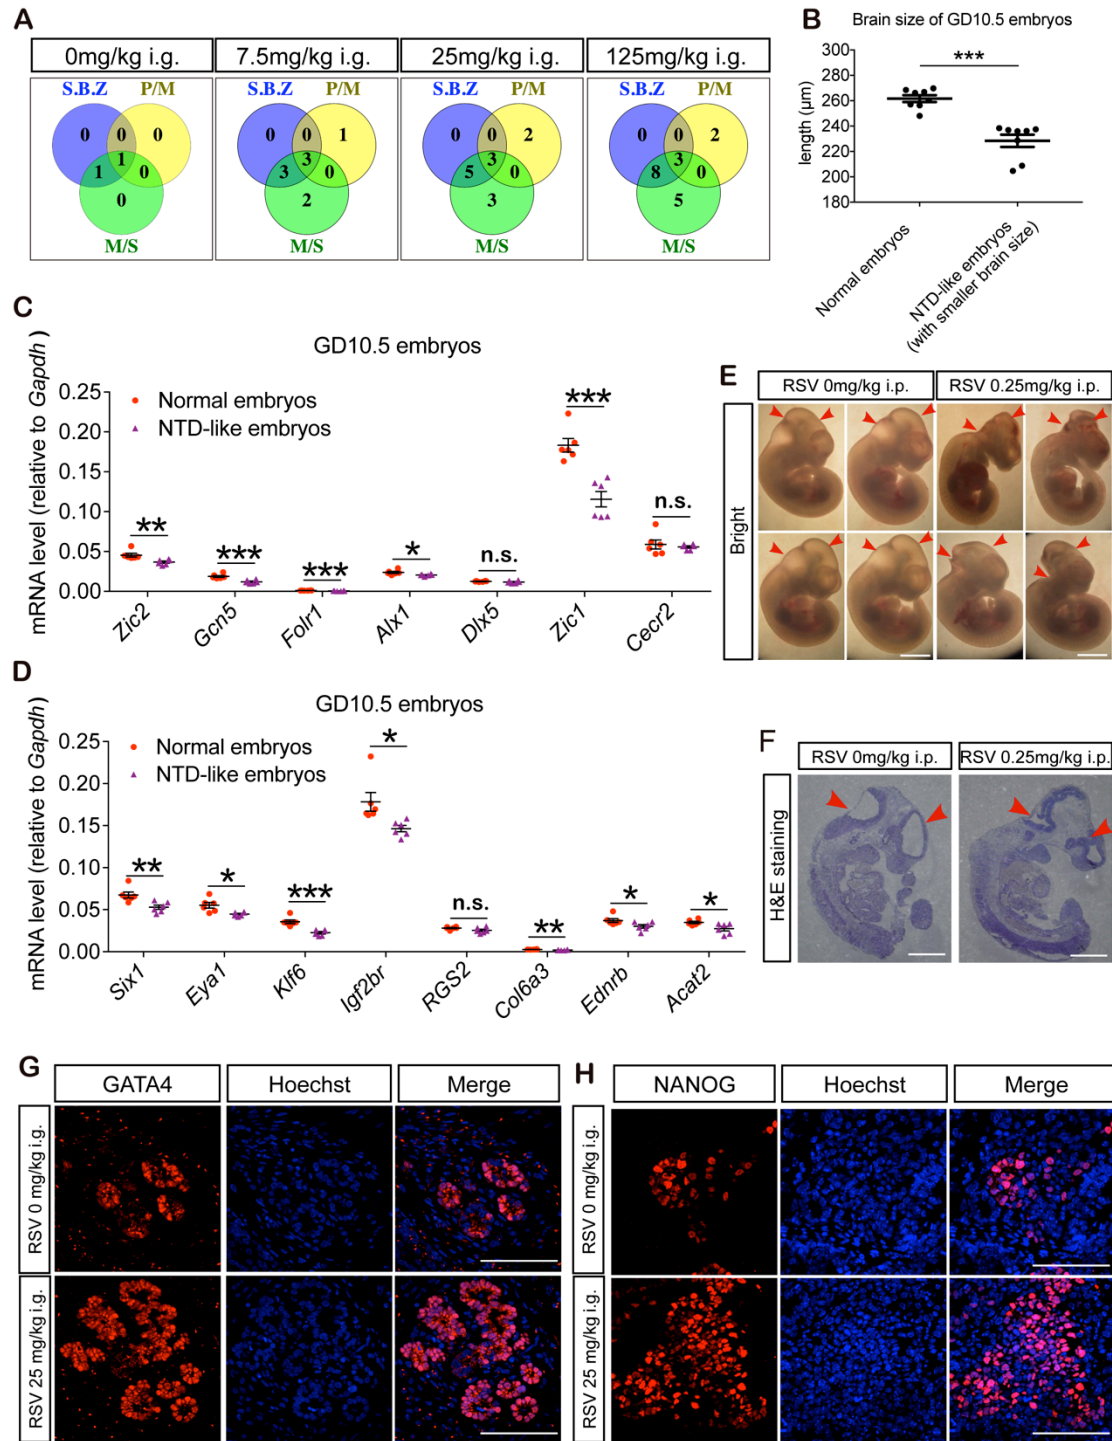 A
0mg/kg i.g.
7.5mg/kg i.g.
25mg/kg i.g.
125mg/kg i.g.
S.B.Z P/M
0 0 0
1
1 0
0
M/S
S.B.Z P/M
0 0 1
3
3 0
2
M/S
S.B.Z P/M
0 0 2
3
5 0
3
M/S
S.B.Z P/M
0 0 2
3
8 0
5
M/S
B
Brain size of GD10.5 embryos
length (μm)
300
280
260
240
220
200
180
***
Normal embryos
NTD-like embryos
(with smaller brain size)
C
GD10.5 embryos
mRNA level (relative to Gapdh )
0.25
0.20
0.15
0.10
0.05
0.00
Normal embryos
NTD-like embryos
** *** *** * n.s. *** n.s.
Zic2 Gcn5 Folr1 Alx1 Dlx5 Zic1 Cecr2
D
GD10.5 embryos
mRNA level (relative to Gapdh )
0.25
0.20
0.15
0.10
0.05
0.00
Normal embryos
NTD-like embryos
** * *** * n.s. ** * *
Six1 Eya1 Klf6 Igf2br RGS2 Col6a3 Ednrb Acat2
E
RSV 0mg/kg i.p.
RSV 0.25mg/kg i.p.
Bright
F
RSV 0mg/kg i.p.
RSV 0.25mg/kg i.p.
H&E staining
G
GATA4
Hoechst
Merge
RSV 0 mg/kg i.g.
RSV 25 mg/kg i.g.
H
NANOG
Hoechst
Merge
RSV 0 mg/kg i.g.
RSV 25 mg/kg i.g.